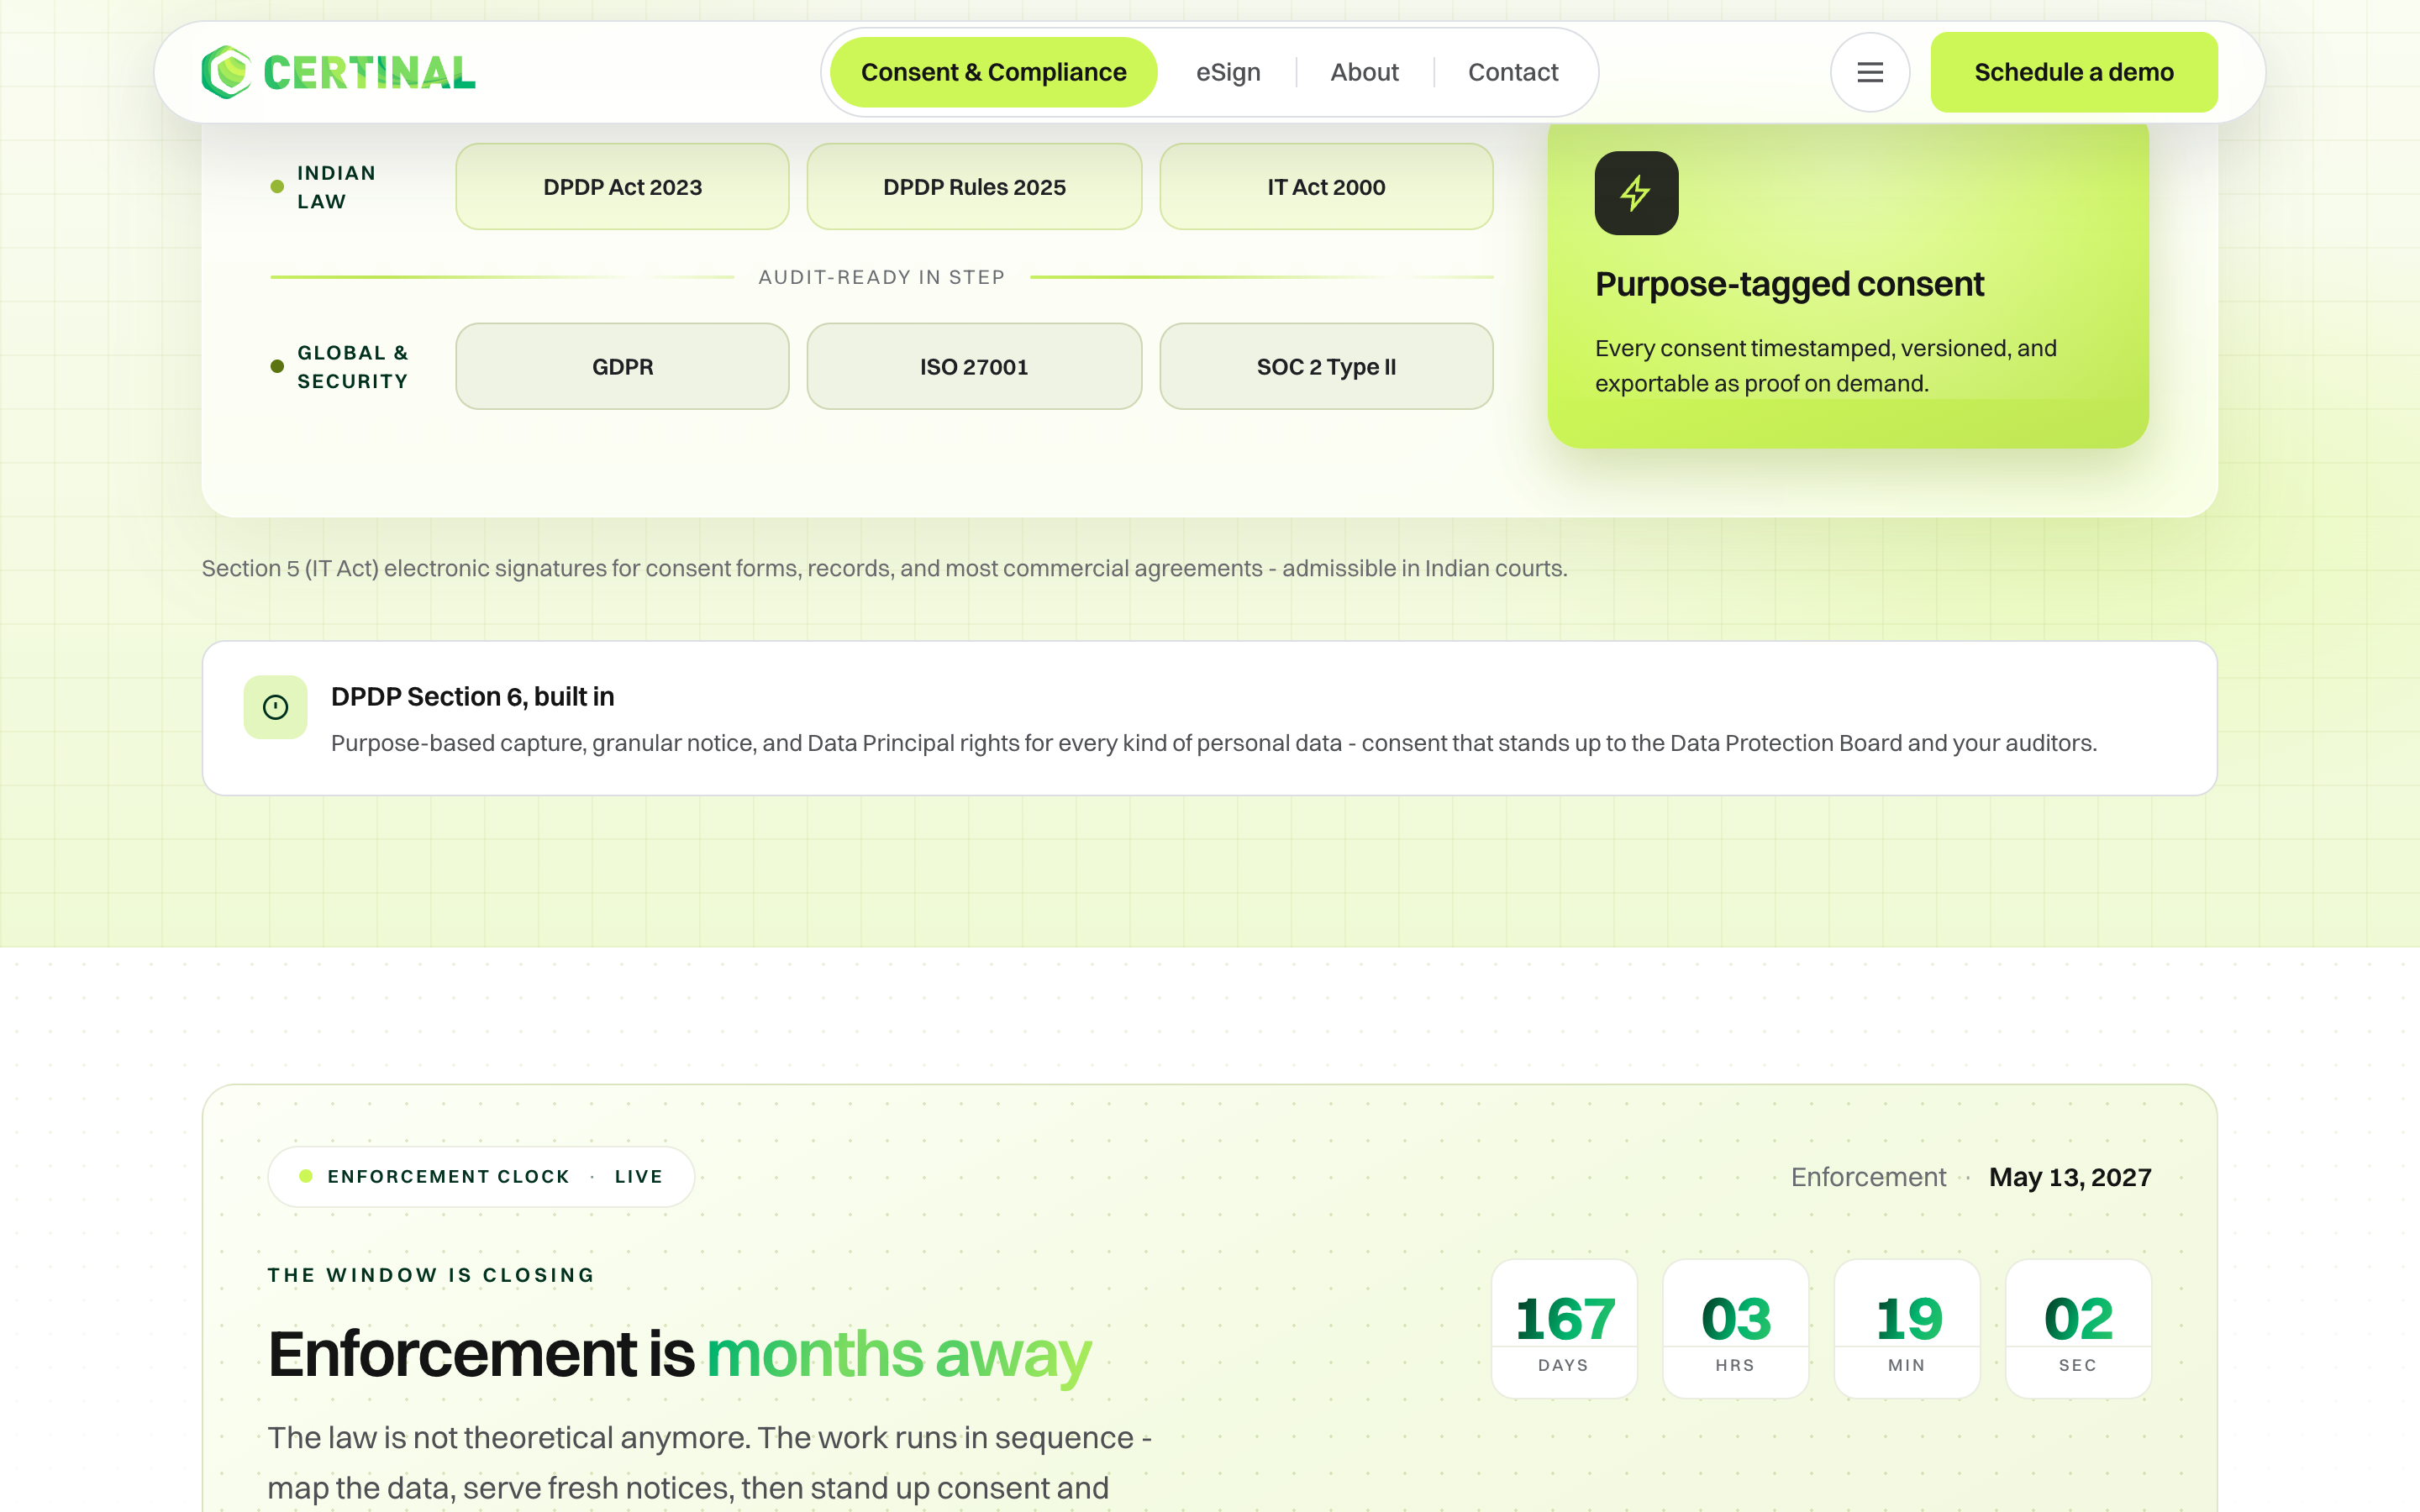 CERTINAL
Consent & Compliance
eSign
About
Contact
Schedule a demo
INDIAN
LAW
DPDP Act 2023
DPDP Rules 2025
IT Act 2000
AUDIT-READY IN STEP
GLOBAL &
SECURITY
GDPR
ISO 27001
SOC 2 Type II
Purpose-tagged consent
Every consent timestamped, versioned, and
exportable as proof on demand.
Section 5 (IT Act) electronic signatures for consent forms, records, and most commercial agreements - admissible in Indian courts.
DPDP Section 6, built in
Purpose-based capture, granular notice, and Data Principal rights for every kind of personal data - consent that stands up to the Data Protection Board and your auditors.
ENFORCEMENT CLOCK · LIVE
Enforcement · May 13, 2027
THE WINDOW IS CLOSING
Enforcement is months away
The law is not theoretical anymore. The work runs in sequence -
map the data, serve fresh notices, then stand up consent and
167
DAYS
03
HRS
19
MIN
02
SEC